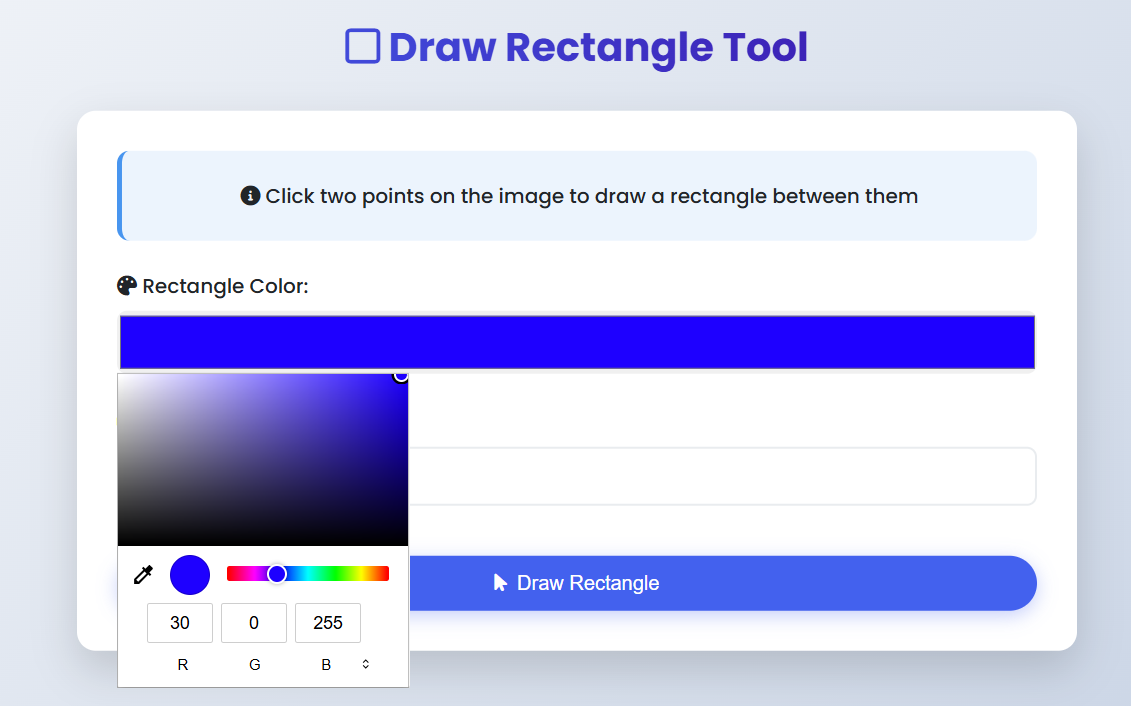 Draw Rectangle Tool
Click two points on the image to draw a rectangle between them
Rectangle Color:
Draw Rectangle
30 0 255
R G B